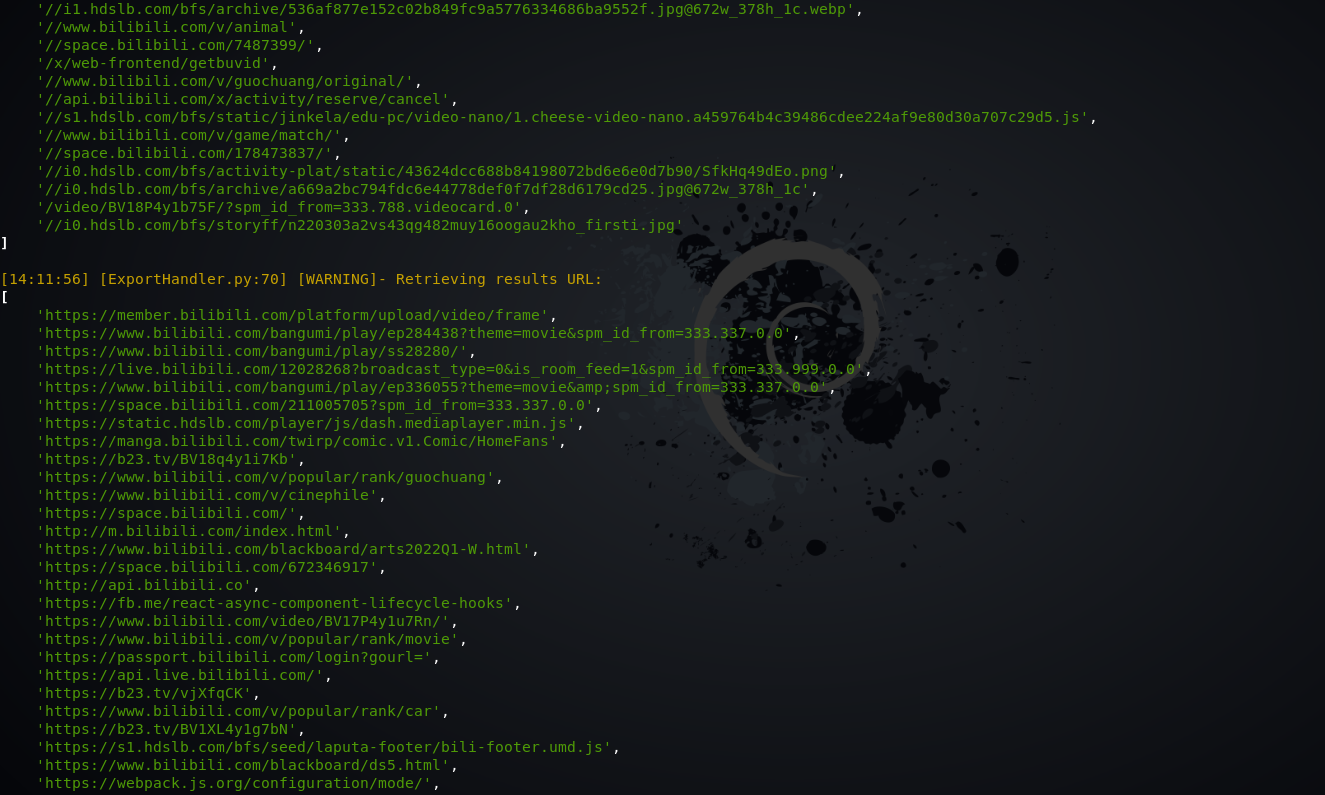 '//i1.hdslb.com/bfs/archive/536af877e152c02b849fc9a5776334686ba9552f.jpg@672w_378h_1c.webp',
'//www.bilibili.com/v/animal',
'//space.bilibili.com/7487399/',
'/x/web-frontend/getbuvid',
'//www.bilibili.com/v/guochuang/original/',
'//api.bilibili.com/x/activity/reserve/cancel',
'//s1.hdslb.com/bfs/static/jinkela/edu-pc/video-nano/1.cheese-video-nano.a459764b4c39486cdee224af9e80d30a707c29d5.js',
'//www.bilibili.com/v/game/match/',
'//space.bilibili.com/178473837/',
'//i0.hdslb.com/bfs/activity-plat/static/43624dcc688b84198072bd6e6e0d7b90/SfkHq49dEo.png',
'//i0.hdslb.com/bfs/archive/a669a2bc794fdc6e44778def0f7df28d6179cd25.jpg@672w_378h_1c',
'/video/BV18P4y1b75F/?spm_id_from=333.788.videocard.0',
'//i0.hdslb.com/bfs/storyff/n220303a2vs43qg482muy16oogau2kho_firsti.jpg'
]
[14:11:56] [ExportHandler.py:70] [WARNING]- Retrieving results URL:
[
'https://member.bilibili.com/platform/upload/video/frame',
'https://www.bilibili.com/bangumi/play/ep284438?theme=movie&spm_id_from=333.337.0.0',
'https://www.bilibili.com/bangumi/play/ss28280/',
'https://live.bilibili.com/12028268?broadcast_type=0&is_room_feed=1&spm_id_from=333.999.0.0',
'https://www.bilibili.com/bangumi/play/ep336055?theme=movie&amp;spm_id_from=333.337.0.0',
'https://space.bilibili.com/211005705?spm_id_from=333.337.0.0',
'https://static.hdslb.com/player/js/dash.mediaplayer.min.js',
'https://manga.bilibili.com/twirp/comic.v1.Comic/HomeFans',
'https://b23.tv/BV18q4y1i7Kb',
'https://www.bilibili.com/v/popular/rank/guochuang',
'https://www.bilibili.com/v/cinephile',
'https://space.bilibili.com/',
'http://m.bilibili.com/index.html',
'https://www.bilibili.com/blackboard/arts2022Q1-W.html',
'https://space.bilibili.com/672346917',
'http://api.bilibili.co',
'https://fb.me/react-async-component-lifecycle-hooks',
'https://www.bilibili.com/video/BV17P4y1u7Rn/',
'https://www.bilibili.com/v/popular/rank/movie',
'https://passport.bilibili.com/login?gourl=',
'https://api.live.bilibili.com/',
'https://b23.tv/vjXfqCK',
'https://www.bilibili.com/v/popular/rank/car',
'https://b23.tv/BV1XL4y1g7bN',
'https://s1.hdslb.com/bfs/seed/laputa-footer/bili-footer.umd.js',
'https://www.bilibili.com/blackboard/ds5.html',
'https://webpack.js.org/configuration/mode/',